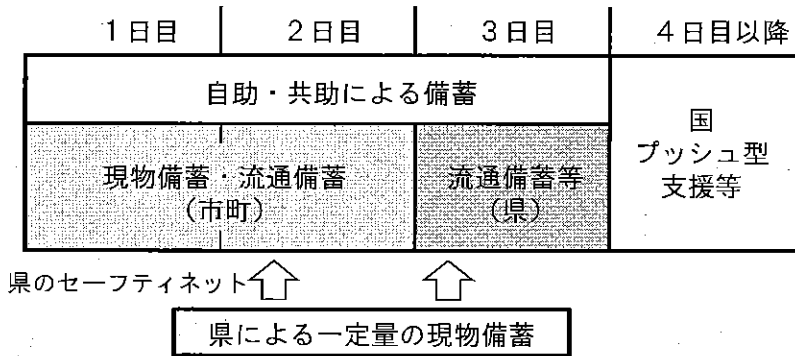 1日目 2日目 3日目 4日目以降
自助・共助による備蓄
国
プッシュ型
支援等
現物備蓄・流通備蓄
（市町）
流通備蓄等
（県）
県のセーフティネット
県による一定量の現物備蓄